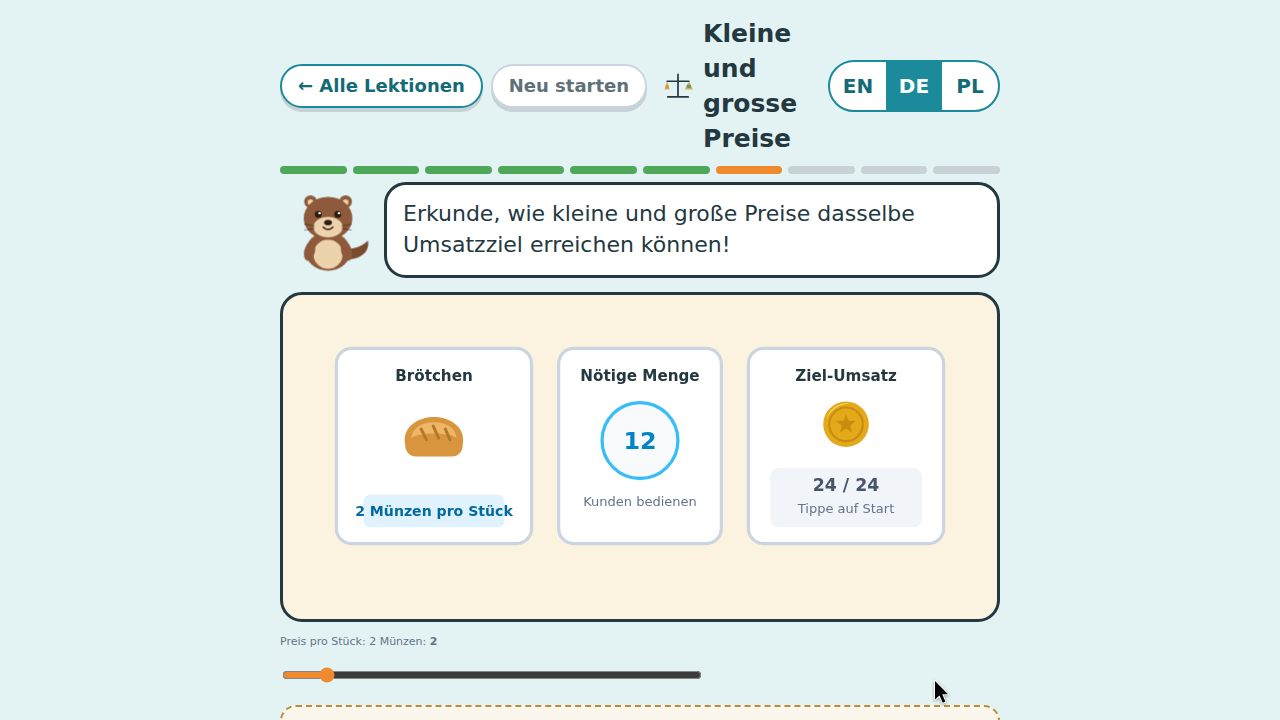 ← Alle Lektionen
Neu starten
Kleine
und
grosse
Preise
EN DE PL
Erkunde, wie kleine und große Preise dasselbe
Umsatzziel erreichen können!
Brötchen
2 Münzen pro Stück
Nötige Menge
12
Kunden bedienen
Ziel-Umsatz
24 / 24
Tippe auf Start
Preis pro Stück: 2 Münzen: 2